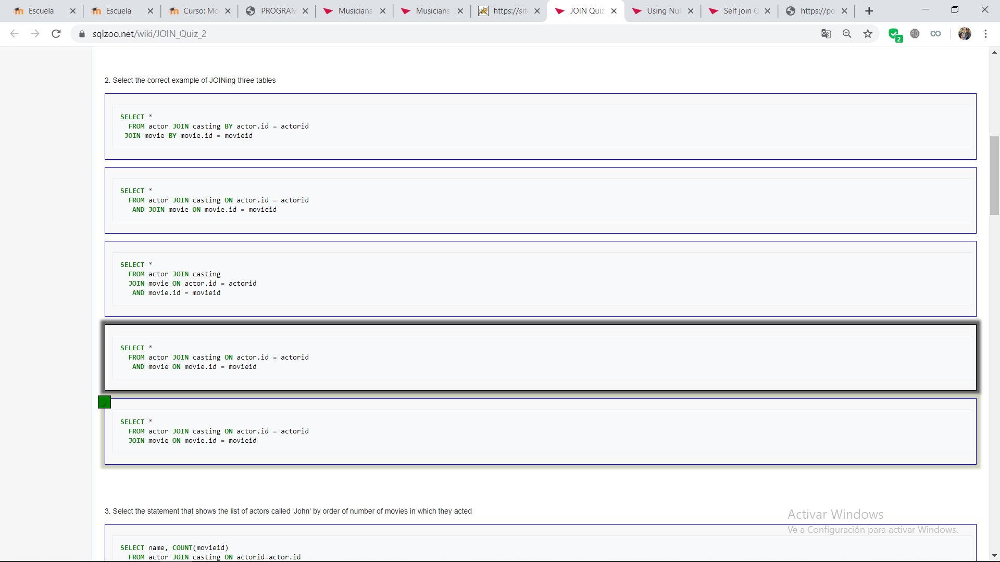 Escuela
Escuela
Curso: Mo
PROGRAM
Musicians
Musicians
https://sit
JOIN Quiz
Using Nul
Self join Q
https://po
sqlzoo.net/wiki/JOIN_Quiz_2
2
2. Select the correct example of JOINing three tables
SELECT *
FROM actor JOIN casting BY actor.id = actorid
JOIN movie BY movie.id = movieid
SELECT *
FROM actor JOIN casting ON actor.id = actorid
AND JOIN movie ON movie.id = movieid
SELECT *
FROM actor JOIN casting
JOIN movie ON actor.id = actorid
AND movie.id = movieid
SELECT *
FROM actor JOIN casting ON actor.id = actorid
AND movie ON movie.id = movieid
SELECT *
FROM actor JOIN casting ON actor.id = actorid
JOIN movie ON movie.id = movieid
3. Select the statement that shows the list of actors called 'John' by order of number of movies in which they acted
Activar Windows
Ve a Configuración para activar Windows.
SELECT name, COUNT(movieid)
FROM actor JOIN casting ON actorid=actor.id